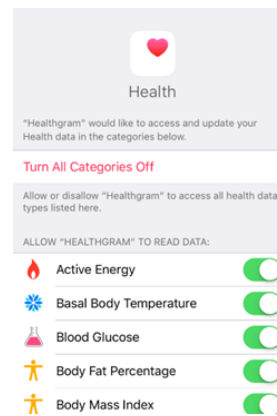 Health
"Healthgram" would like to access and update your
Health data in the categories below.
Turn All Categories Off
Allow or disallow "Healthgram" to access all health data
types listed here.
ALLOW "HEALTHGRAM" TO READ DATA:
Active Energy
Basal Body Temperature
Blood Glucose
Body Fat Percentage
Body Mass Index